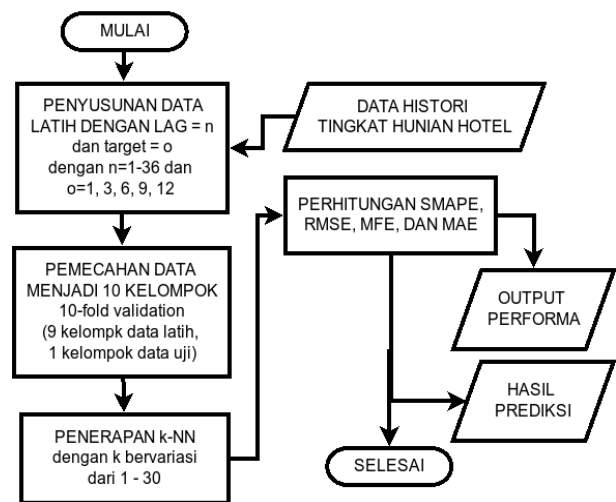 MULAI
PENYUSUNAN DATA
LATIH DENGAN LAG = n
dan target = o
dengan n=1-36 dan
o=1, 3, 6, 9, 12
DATA HISTORI
TINGKAT HUNIAN HOTEL
PEMECAHAN DATA
MENJADI 10 KELOMPOK
10-fold validation
(9 kelompk data latih,
1 kelompok data uji)
PENERAPAN k-NN
dengan k bervariasi
dari 1 - 30
PERHITUNGAN SMAPE,
RMSE, MFE, DAN MAE
OUTPUT
PERFORMA
HASIL
PREDIKSI
SELESAI